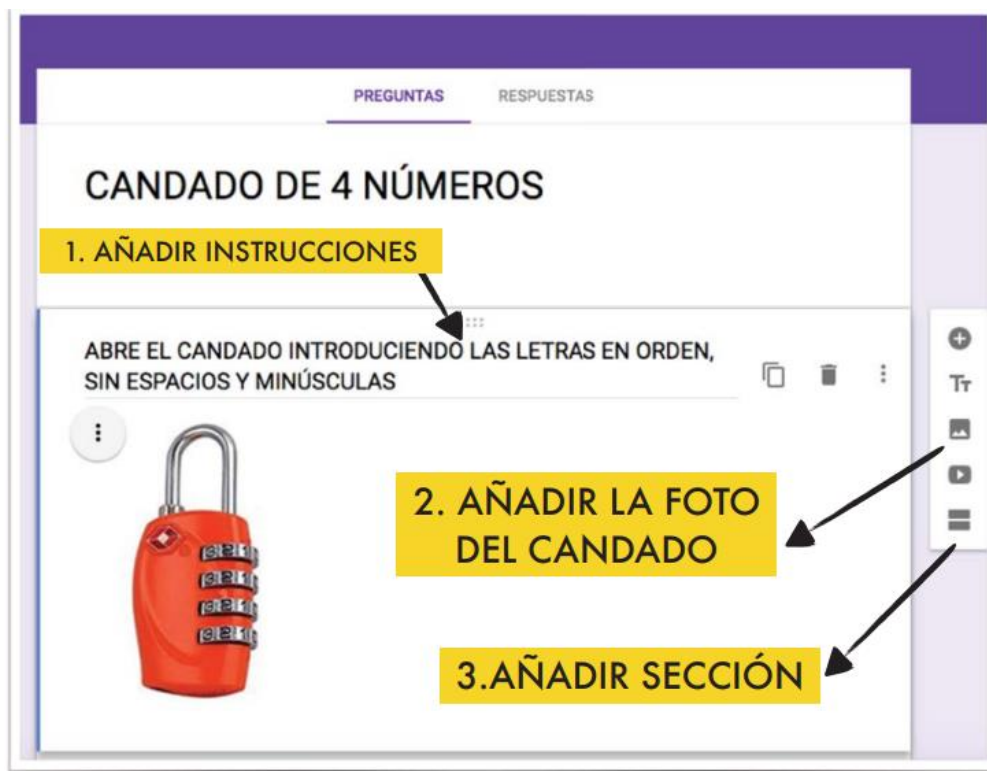 PREGUNTAS RESPUESTAS
CANDADO DE 4 NÚMEROS
1. AÑADIR INSTRUCCIONES
ABRE EL CANDADO INTRODUCIENDO LAS LETRAS EN ORDEN,
SIN ESPACIOS Y MINÚSCULAS
Tт
2. AÑADIR LA FOTO
DEL CANDADO
3.AÑADIR SECCIÓN